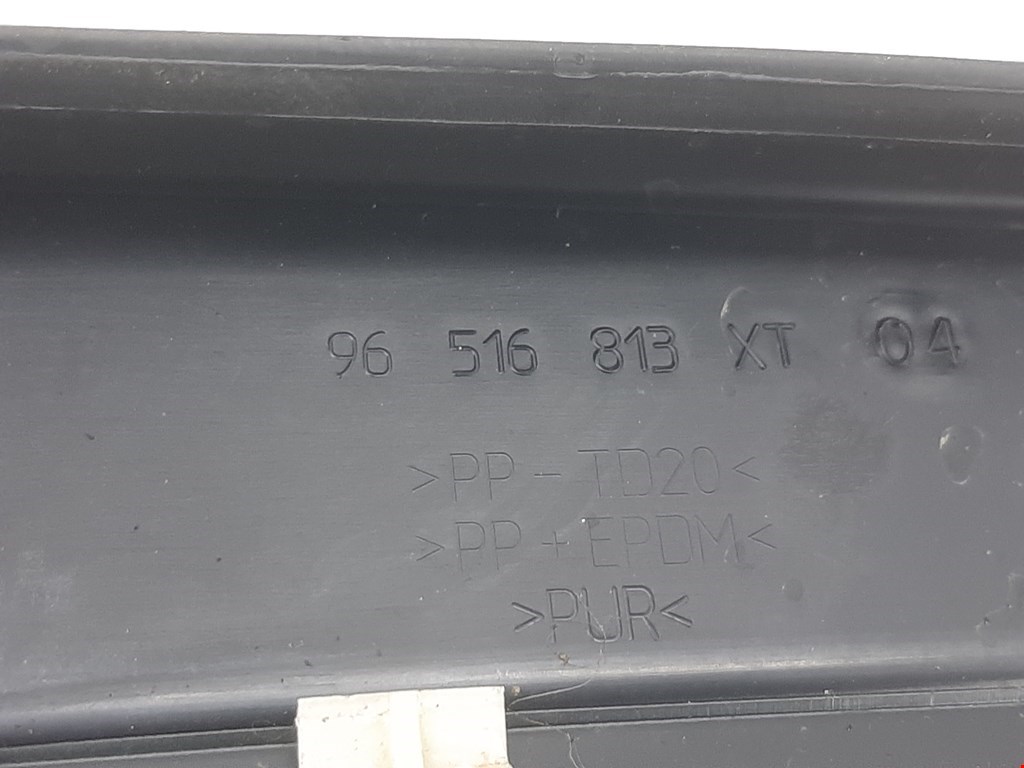 96 516 813 XT 04
>PP-TD20<
>PP+EPDM<
>PUR<